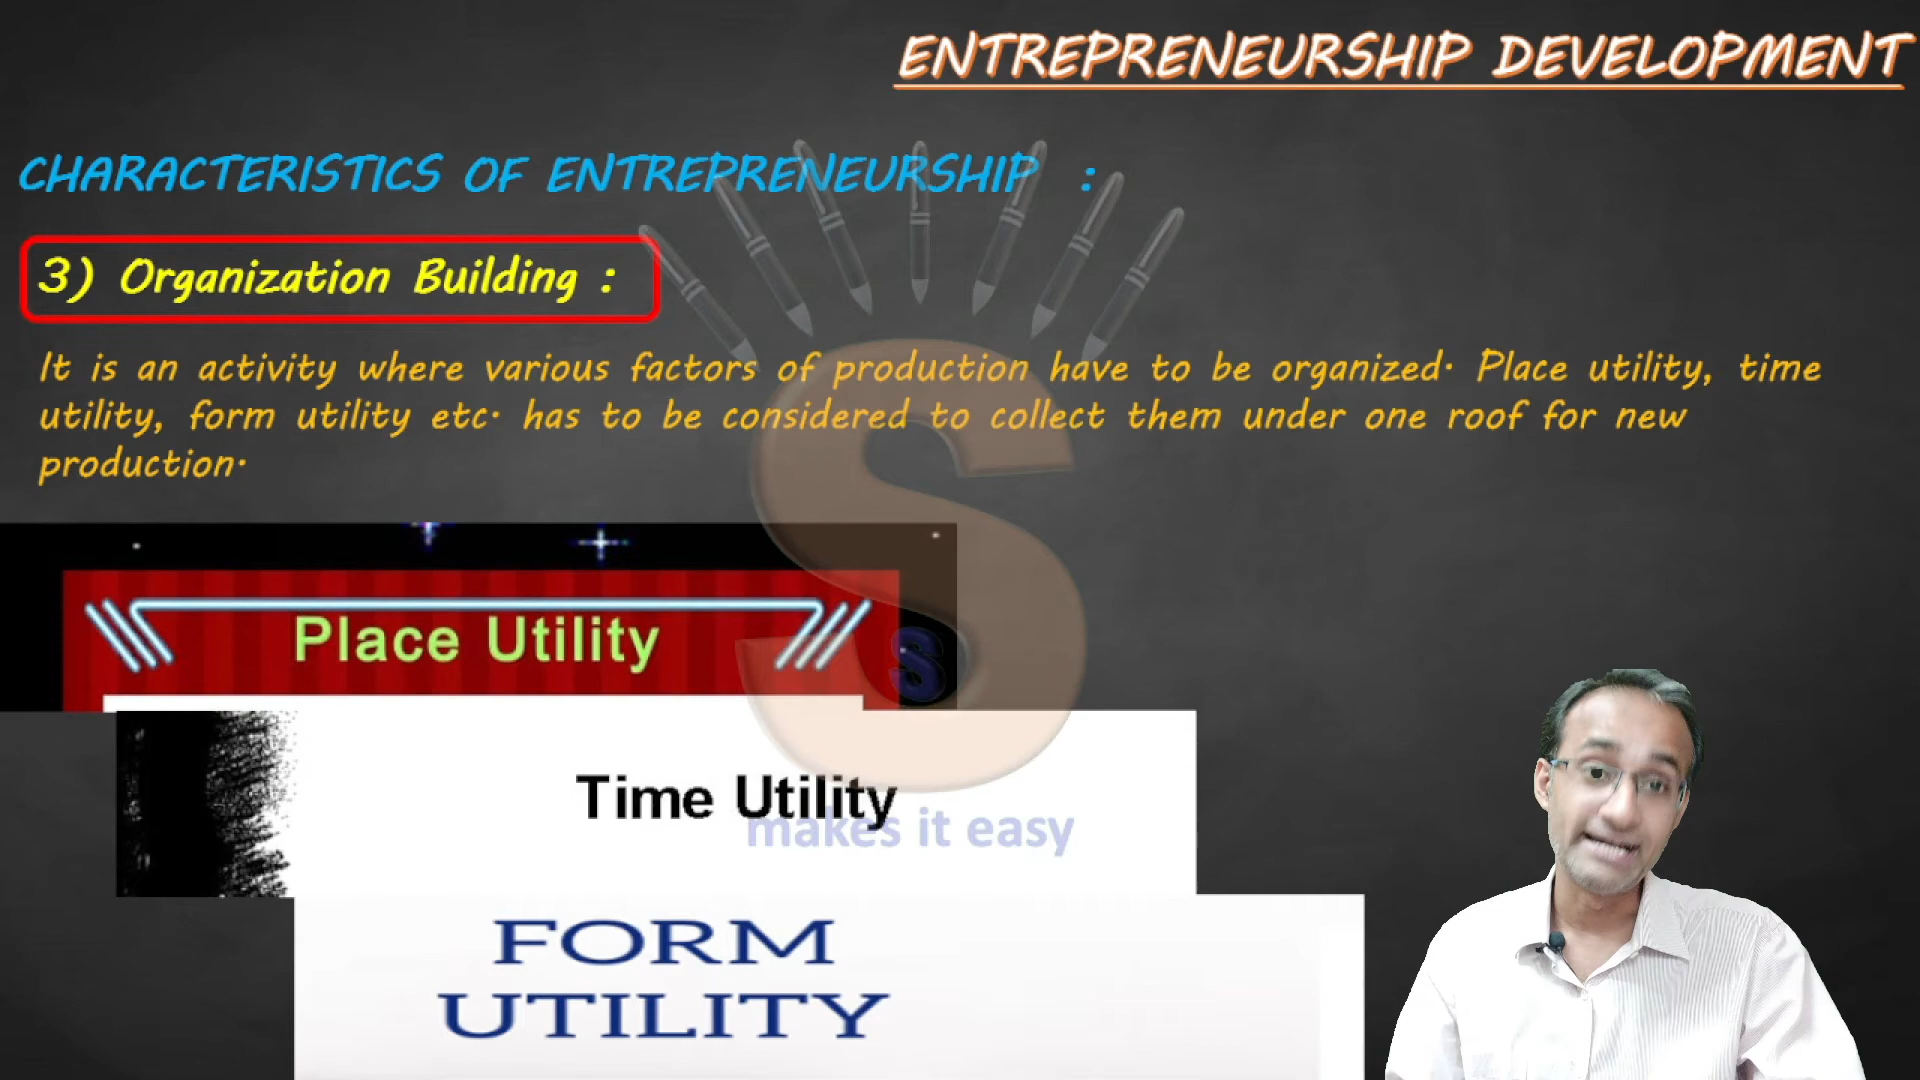 ENTREPRENEURSHIP DEVELOPMENT
CHARACTERISTICS OF ENTREPRENEURSHIP :
3) Organization Building :
It is an activity where various factors of production have to be organized. Place utility, time
utility, form utility etc. has to be considered to collect them under one roof for new
production.
Place Utility
S
S
Time Utility
makes it easy
FORM
UTILITY